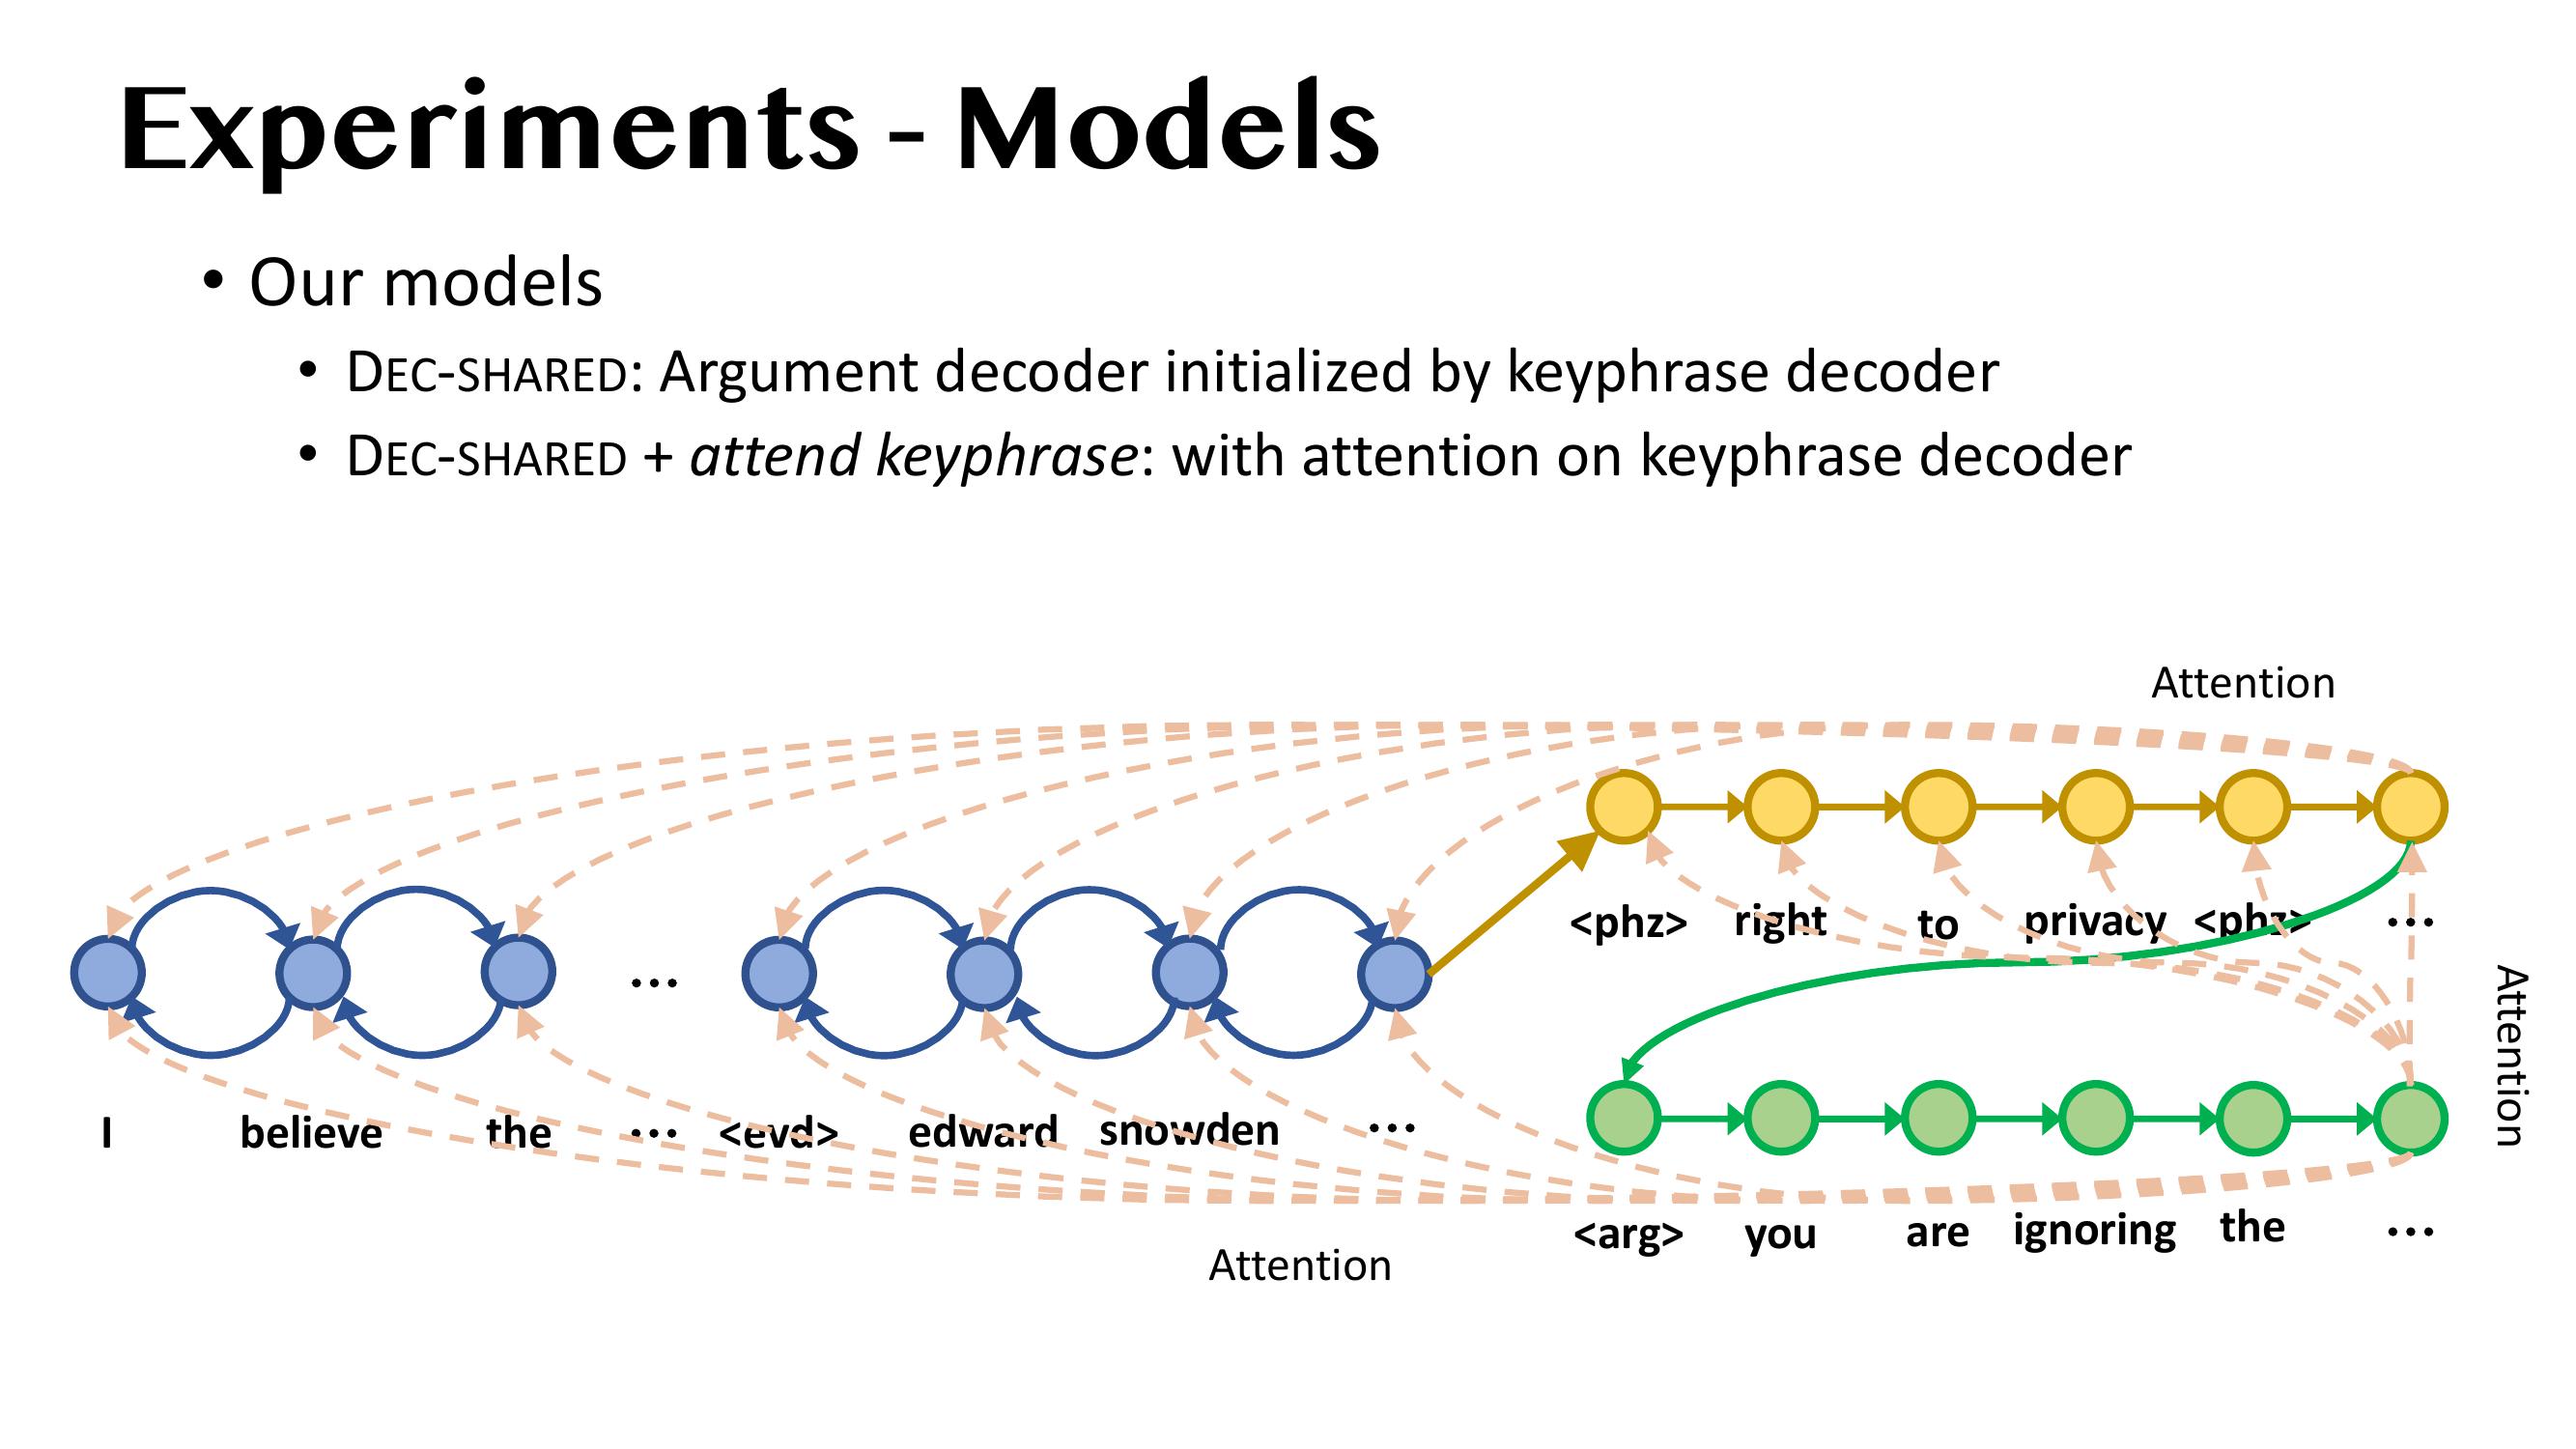 Experiments - Models
• Our models
• DEC-SHARED: Argument decoder initialized by keyphrase decoder
• DEC-SHARED + attend keyphrase: with attention on keyphrase decoder
Attention
<phz> right to privacy <phz> ...
Attention
I believe the ... <evd> edward snowden ...
...
<arg> you are ignoring the ...
Attention